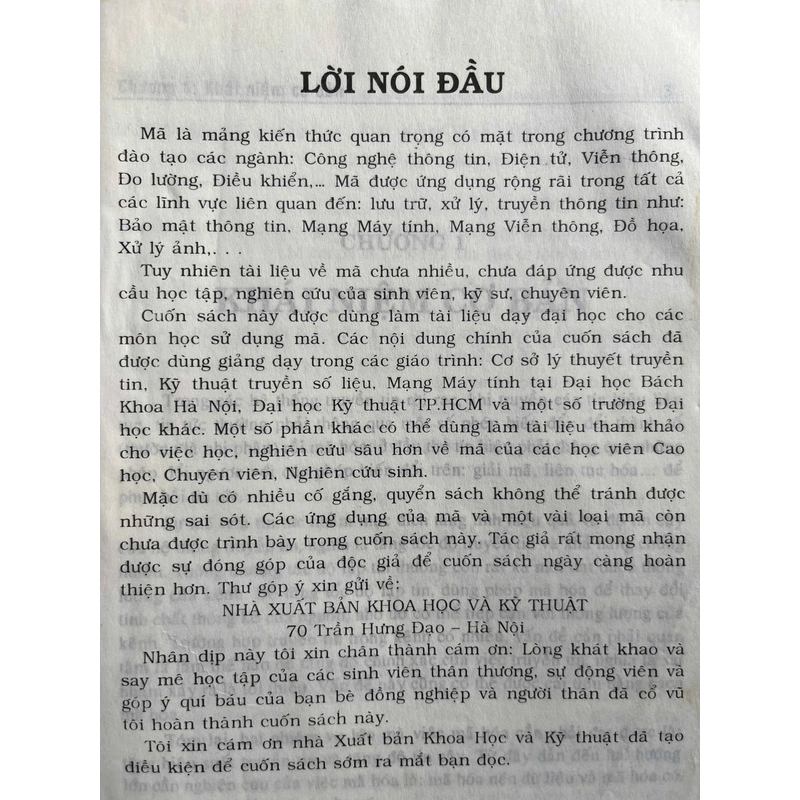 LỜI NÓI ĐẦU
Mã là mảng kiến thức quan trọng có mặt trong chương trình
đào tạo các ngành: Công nghệ thông tin, Điện tử, Viễn thông,
Đo lường, Điều khiển,... Mã được ứng dụng rộng rãi trong tất cả
các lĩnh vực liên quan đến: lưu trữ, xử lý, truyền thông tin như:
Bảo mật thông tin, Mạng Máy tính, Mạng Viễn thông, Đồ họa,
Xử lý ảnh,. . .
Tuy nhiên tài liệu về mã chưa nhiều, chưa đáp ứng được nhu
cầu học tập, nghiên cứu của sinh viên, kỹ sư, chuyên viên.
Cuốn sách này được dùng làm tài liệu dạy đại học cho các
môn học sử dụng mã. Các nội dung chính của cuốn sách đã
được dùng giảng dạy trong các giáo trình: Cơ sở lý thuyết truyền
tin, Kỹ thuật truyền số liệu, Mạng Máy tính tại Đại học Bách
Khoa Hà Nội, Đại học Kỹ thuật TP.HCM và một số trường Đại
học khác. Một số phần khác có thể dùng làm tài liệu tham khảo
cho việc học, nghiên cứu sâu hơn về mã của các học viên Cao
học, Chuyên viên, Nghiên cứu sinh.
Mặc dù có nhiều cố gắng, quyển sách không thể tránh được
những sai sót. Các ứng dụng của mã và một vài loại mã còn
chưa được trình bày trong cuốn sách này. Tác giả rất mong nhận
được sự đóng góp của độc giả để cuốn sách ngày càng hoàn
thiện hơn. Thư góp ý xin gửi về:
NHÀ XUẤT BẢN KHOA HỌC VÀ KỸ THUẬT
70 Trần Hưng Đạo – Hà Nội
Nhân dịp này tôi xin chân thành cám ơn: Lòng khát khao và
say mê học tập của các sinh viên thân thương, sự động viên và
góp ý quí báu của bạn bè đồng nghiệp và người thân đã cổ vũ
tôi hoàn thành cuốn sách này.
Tôi xin cám ơn nhà Xuất bản Khoa Học và Kỹ thuật đã tạo
điều kiện để cuốn sách sớm ra mắt bạn đọc.